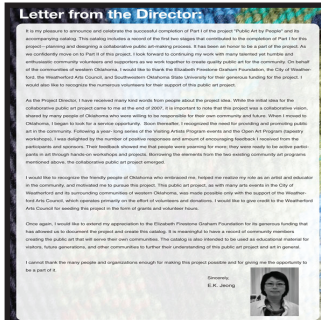 Letter from the Director:
It is my pleasure to announce and celebrate the successful completion of Part I of the project "Public Art by People" and its
accompanying catalog. This catalog includes a record of the first two stages that contributed to the completion of Part I for this
project—planning and designing a collaborative public art-making process. It has been an honor to be a part of the project. As
we confidently move on to Part II of this project, I look forward to continuing my work with many talented yet humble and
enthusiastic community volunteers and supporters as we work together to create quality public art for the community. On behalf
of the communities of western Oklahoma, I would like to thank the Elizabeth Firestone Graham Foundation, the City of Weather-
ford, the Weatherford Arts Council, and Southwestern Oklahoma State University for their generous funding for the project. I
would also like to recognize the numerous volunteers for their support of this public art project.
As the Project Director, I have received many kind words from people about the project idea. While the initial idea for the
collaborative public art project came to me at the end of 2007, it is important to note that this project was a collaborative vision,
shared by many people of Oklahoma who were willing to be responsible for their own community and future. When I moved to
Oklahoma, I began to look for a service opportunity. Soon thereafter, I recognized the need for providing and promoting public
art in the community. Following a year-long series of the Visiting Artists Program events and the Open Art Program (tapestry
workshops), I was delighted by the number of positive responses and amount of encouraging feedback I received from the
participants and sponsors. Their feedback showed me that people were yearning for more; they were ready to be active partici-
pants in art through hands-on workshops and projects. Borrowing the elements from the two existing community art programs
mentioned above, the collaborative public art project emerged.
I would like to recognize the friendly people of Oklahoma who embraced me, helped me realize my role as an artist and educator
in the community, and motivated me to pursue this project. This public art project, as with many arts events in the City of
Weatherford and its surrounding communities of western Oklahoma, was made possible only with the support of the Weather-
ford Arts Council, which operates primarily on the effort of volunteers and donations. I would like to give credit to the Weatherford
Arts Council for seeding this project in the form of grants and volunteer hours.
Once again, I would like to extend my appreciation to the Elizabeth Firestone Graham Foundation for its generous funding that
has allowed us to document the project and create this catalog. It is meaningful to have a record of community members
creating the public art that will serve their own communities. The catalog is also intended to be used as educational material for
visitors, future generations, and other communities to further their understanding of this public art project and art in general.
I cannot thank the many people and organizations enough for making this project possible and for giving me the opportunity to
be a part of it.
Sincerely,
E.K. Jeong